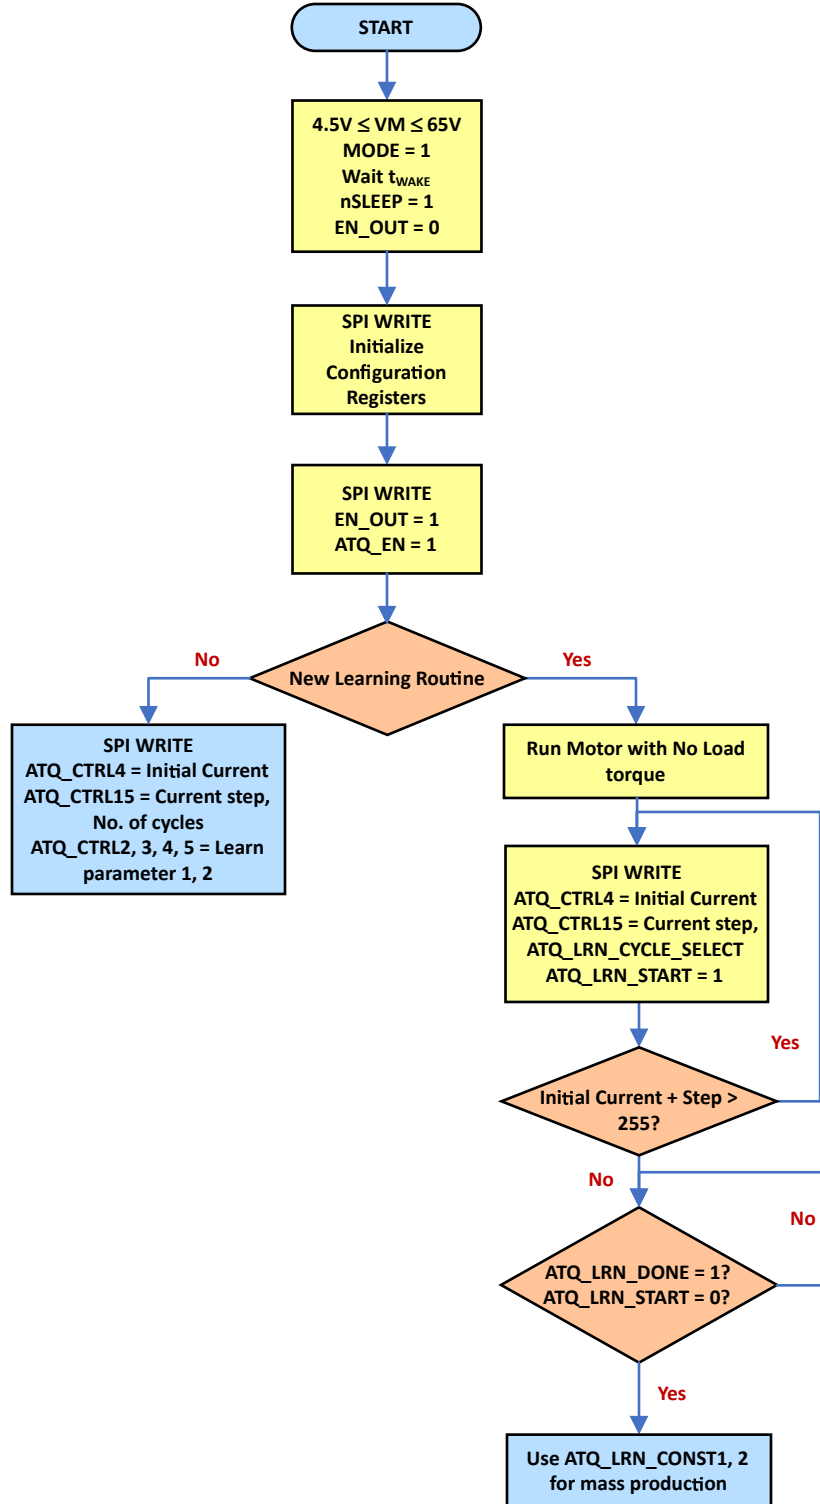 START
4.5V ≤ VM ≤ 65V
MODE = 1
Wait tWAKE
nSLEEP = 1
EN_OUT = 0
SPI WRITE
Initialize
Configuration
Registers
SPI WRITE
EN_OUT = 1
ATQ_EN = 1
New Learning Routine
No
Yes
SPI WRITE
ATQ_CTRL4 = Initial Current
ATQ_CTRL15 = Current step,
No. of cycles
ATQ_CTRL2, 3, 4, 5 = Learn
parameter 1, 2
Run Motor with No Load
torque
SPI WRITE
ATQ_CTRL4 = Initial Current
ATQ_CTRL15 = Current step,
ATQ_LRN_CYCLE_SELECT
ATQ_LRN_START = 1
Yes
Initial Current + Step >
255?
No
No
ATQ_LRN_DONE = 1?
ATQ_LRN_START = 0?
Yes
Use ATQ_LRN_CONST1, 2
for mass production